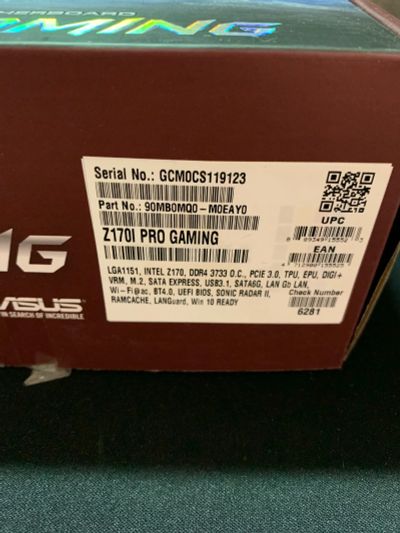 GAMING
Serial No.: GCM0CS119123
Part No.: 90MB0MQ0-M0EAY0
UPC
Z170I PRO GAMING
EAN
LGA1151, INTEL Z170, DDR4 3733 O.C., PCIE 3.0, TPU, EPU, DIGI+
VRM, M.2, SATA EXPRESS, USB3.1, SATA6G, LAN Gb LAN,
Wi-Fi@ac, BT4.0, UEFI BIOS, SONIC RADAR II,
RAMCACHE, LANGuard, Win 10 READY
Check Number
6281
ASUS
IN SEARCH OF INCREDIBLE